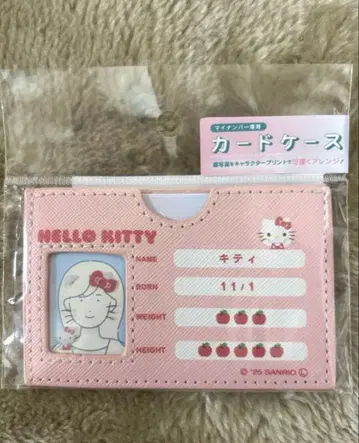 マイナンバー専用
カードケース
顔写真をキャラクタープリントで可愛くアレンジ♪
HELLO KITTY
NAME キティ
BORN 11/1
WEIGHT
HEIGHT
© '25 SANRIO Ⓛ